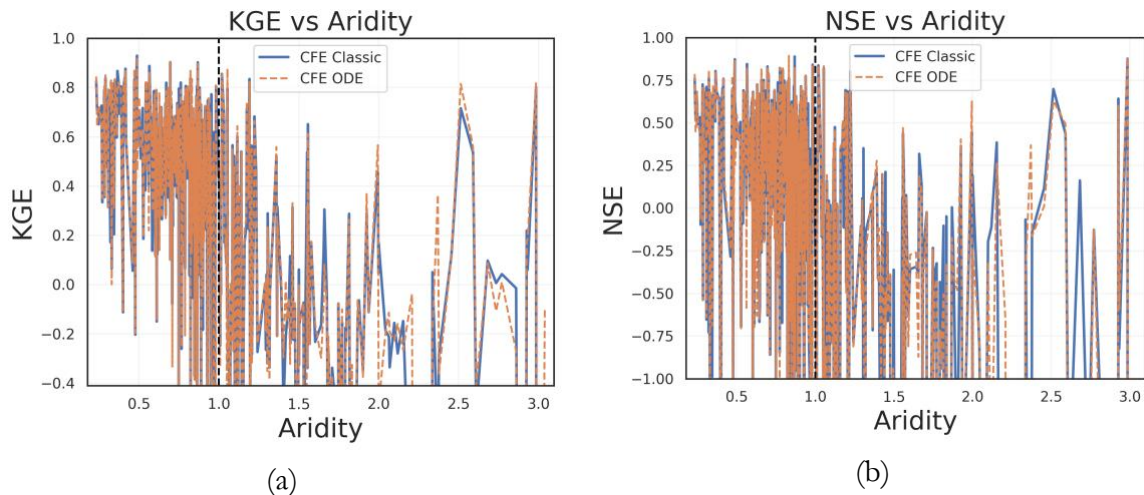 KGE vs Aridity
CFE Classic
CFE ODE
1.0
0.8
0.6
0.4
0.2
0.0
−0.2
−0.4
KGE
0.5 1.0 1.5 2.0 2.5 3.0
Aridity
(a)
NSE vs Aridity
CFE Classic
CFE ODE
1.00
0.75
0.50
0.25
0.00
−0.25
−0.50
−0.75
−1.00
NSE
0.5 1.0 1.5 2.0 2.5 3.0
Aridity
(b)